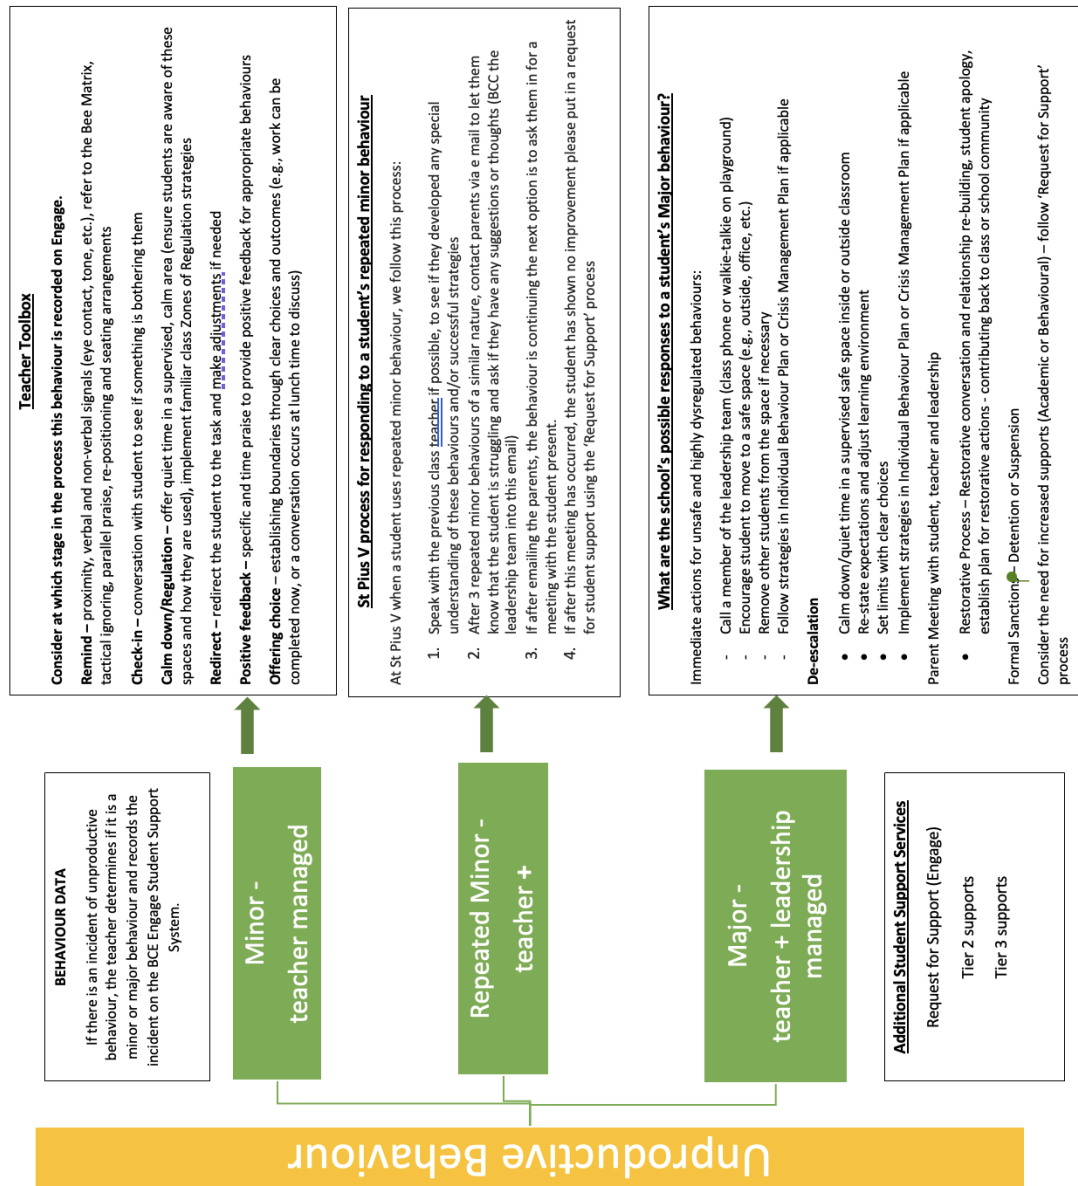 Unproductive Behaviour
BEHAVIOUR DATA
If there is an incident of unproductive
behaviour, the teacher determines if it is a
minor or major behaviour and records the
incident on the BCE Engage Student Support
System.
Minor -
teacher managed
Repeated Minor -
teacher +
Major -
teacher + leadership
managed
Additional Student Support Services
Request for Support (Engage)
Tier 2 supports
Tier 3 supports
Teacher Toolbox
Consider at which stage in the process this behaviour is recorded on Engage.
Remind – proximity, verbal and non-verbal signals (eye contact, tone, etc.), refer to the Bee Matrix,
tactical ignoring, parallel praise, re-positioning and seating arrangements
Check-in – conversation with student to see if something is bothering them
Calm down/Regulation – offer quiet time in a supervised, calm area (ensure students are aware of these
spaces and how they are used), implement familiar class Zones of Regulation strategies
Redirect – redirect the student to the task and make adjustments if needed
Positive feedback – specific and time praise to provide positive feedback for appropriate behaviours
Offering choice – establishing boundaries through clear choices and outcomes (e.g., work can be
completed now, or a conversation occurs at lunch time to discuss)
St Pius V process for responding to a student's repeated minor behaviour
At St Pius V When a student uses repeated minor behaviour, we follow this process:
1. Speak with the previous class teacher if possible, to see if they developed any special
understanding of these behaviours and/or successful strategies
2. After 3 repeated minor behaviours of a similar nature, contact parents via e mail to let them
know that the student is struggling and ask if they have any suggestions or thoughts (BCC the
leadership team into this email)
3. If after emailing the parents, the behaviour is continuing the next option is to ask them in for a
meeting with the student present.
4. If after this meeting has occurred, the student has shown no improvement please put in a request
for student support using the 'Request for Support' process
What are the school's possible responses to a student's Major behaviour?
Immediate actions for unsafe and highly dysregulated behaviours:
- Call a member of the leadership team (class phone or walkie-talkie on playground)
- Encourage student to move to a safe space (e.g., outside, office, etc.)
- Remove other students from the space if necessary
- Follow strategies in Individual Behaviour Plan or Crisis Management Plan if applicable
De-escalation
• Calm down/quiet time in a supervised safe space inside or outside classroom
• Re-state expectations and adjust learning environment
• Set limits with clear choices
• Implement strategies in Individual Behaviour Plan or Crisis Management Plan if applicable
Parent Meeting with student, teacher and leadership
• Restorative Process – Restorative conversation and relationship re-building, student apology,
establish plan for restorative actions - contributing back to class or school community
Formal Sanctions – Detention or Suspension
Consider the need for increased supports (Academic or Behavioural) – follow 'Request for Support'
process